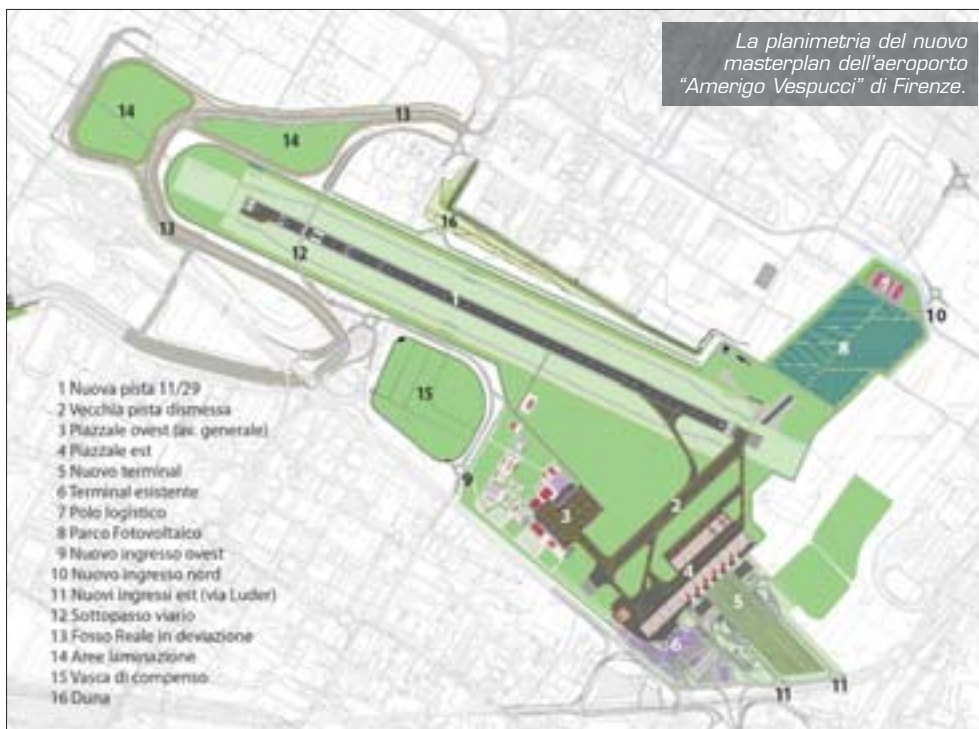 La planimetria del nuovo
masterplan dell'aeroporto
“Amerigo Vespucci” di Firenze.
14
13
14
16
13
12
1
10
8
15
9
2
3
4
5
6
11
11
1 Nuova pista 11/29
2 Vecchia pista dismessa
3 Piazzale ovest (av. generale)
4 Piazzale est
5 Nuovo terminal
6 Terminal esistente
7 Polo logistico
8 Parco Fotovoltaico
9 Nuovo ingresso ovest
10 Nuovo ingresso nord
11 Nuovi ingressi est (via Luder)
12 Sottopasso viario
13 Fosso Reale in deviazione
14 Aree laminazione
15 Vasca di compenso
16 Duna